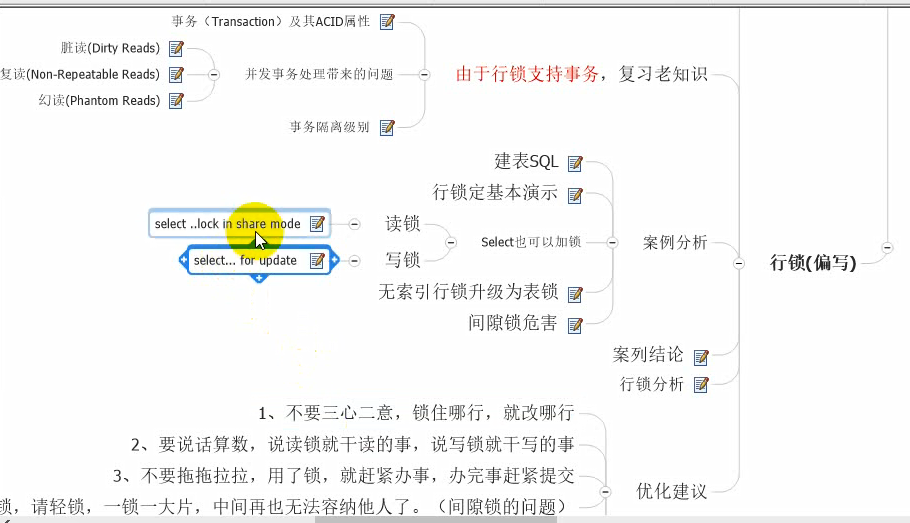 事务（Transaction）及其ACID属性
脏读(Dirty Reads)
复读(Non-Repeatable Reads)
幻读(Phantom Reads)
并发事务处理带来的问题
事务隔离级别
由于行锁支持事务，复习老知识
建表SQL
行锁定基本演示
select ..lock in share mode
读锁
select... for update
写锁
Select也可以加锁
无索引行锁升级为表锁
间隙锁危害
案例分析
行锁(偏写)
案列结论
行锁分析
1、不要三心二意，锁住哪行，就改哪行
2、要说话算数，说读锁就干读的事，说写锁就干写的事
3、不要拖拖拉拉，用了锁，就赶紧办事，办完事赶紧提交
锁，请轻锁，一锁一大片，中间再也无法容纳他人了。（间隙锁的问题）
优化建议